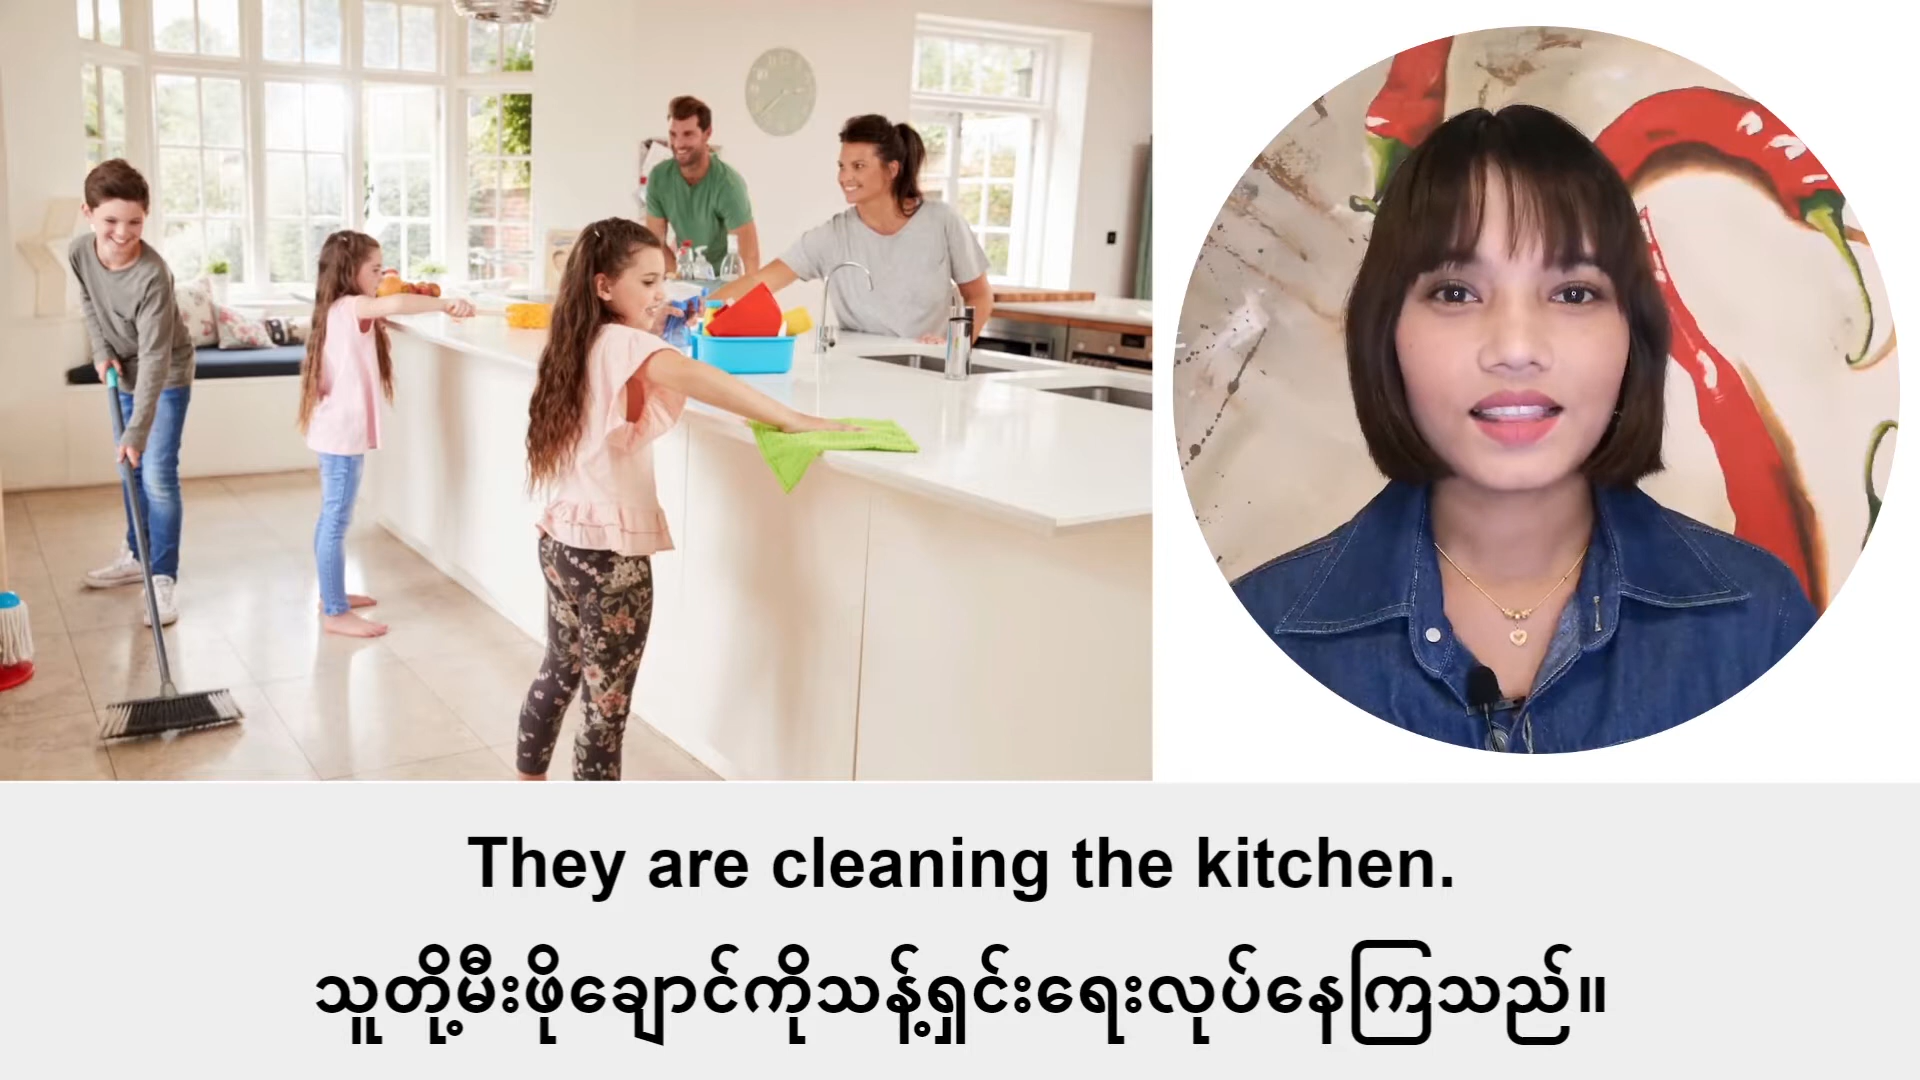 They are cleaning the kitchen.
သူတို့မီးဖိုချောင်ကိုသန့်ရှင်းရေးလုပ်နေကြသည်။